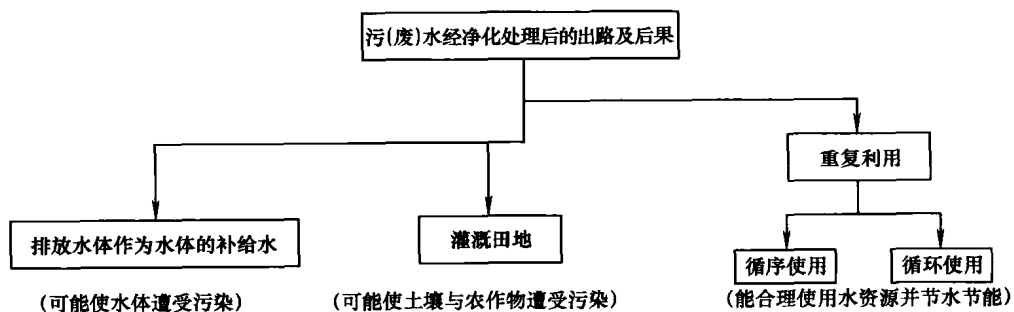 污(废)水经净化处理后的出路及后果
重复利用
排放水体作为水体的补给水
灌溉田地
循序使用
循环使用
(可能使水体遭受污染)
(可能使土壤与农作物遭受污染)
(能合理使用水资源并节水节能)